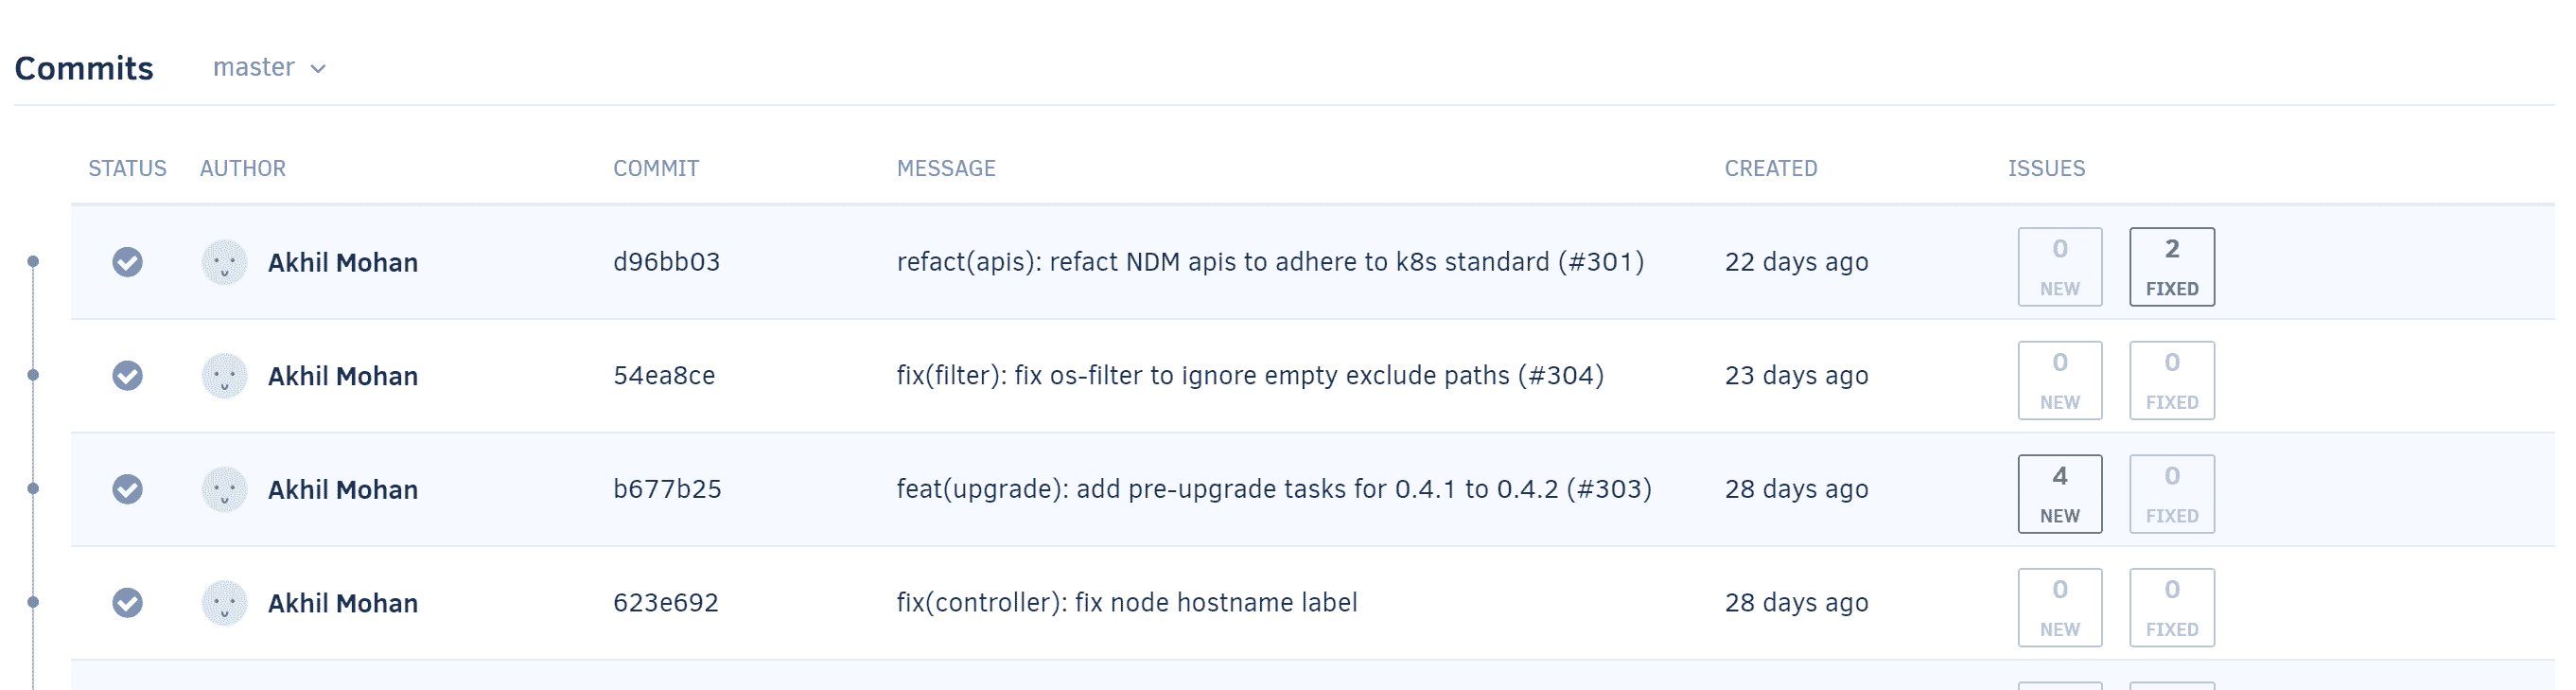 Commits master
STATUS AUTHOR COMMIT MESSAGE CREATED ISSUES
Akhil Mohan d96bb03 refact(apis): refact NDM apis to adhere to k8s standard (#301) 22 days ago 0 NEW 2 FIXED
Akhil Mohan 54ea8ce fix(filter): fix os-filter to ignore empty exclude paths (#304) 23 days ago 0 NEW 0 FIXED
Akhil Mohan b677b25 feat(upgrade): add pre-upgrade tasks for 0.4.1 to 0.4.2 (#303) 28 days ago 4 NEW 0 FIXED
Akhil Mohan 623e692 fix(controller): fix node hostname label 28 days ago 0 NEW 0 FIXED